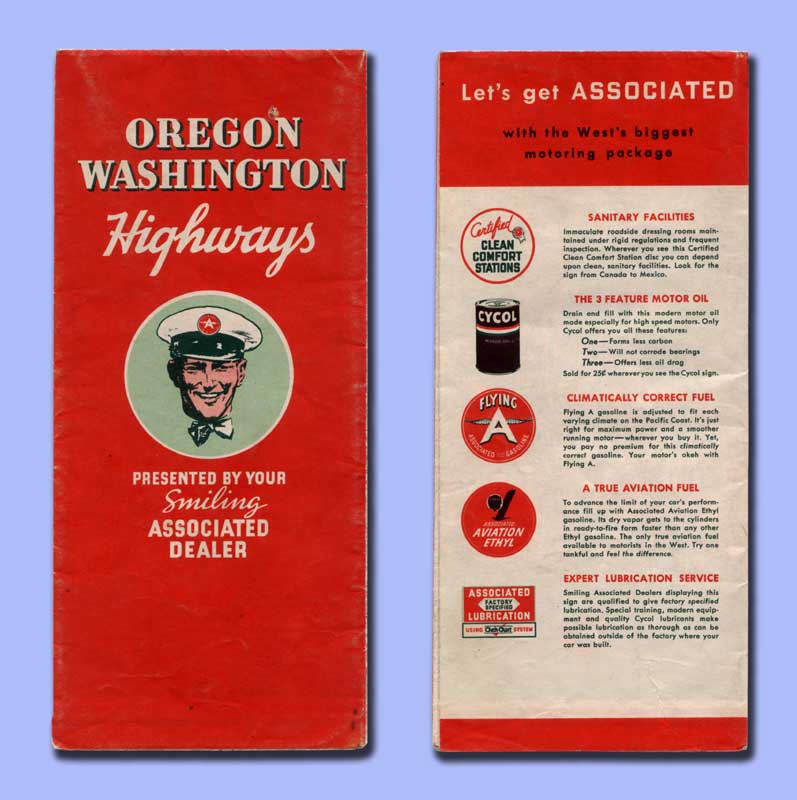 OREGON
WASHINGTON
Highways
A
PRESENTED BY YOUR
Smiling
ASSOCIATED
DEALER
Let's get ASSOCIATED
with the West's biggest
motoring package
Certified
CLEAN
COMFORT
STATIONS
SANITARY FACILITIES
Immaculate roadside dressing rooms main-
tained under rigid regulations and frequent
inspection. Wherever you see this Certified
Clean Comfort Station disc you can depend
upon clean, sanitary facilities. Look for the
sign from Canada to Mexico.
CYCOL
MOTOR OIL
THE 3 FEATURE MOTOR OIL
Drain and fill with this modern motor oil
made especially for high speed motors. Only
Cycol offers you all these features:
One—Forms less carbon
Two—Will not corrode bearings
Three—Offers less oil drag
Sold for 25¢ wherever you see the Cycol sign.
FLYING
A
ASSOCIATED GASOLINE
CLIMATICALLY CORRECT FUEL
Flying A gasoline is adjusted to fit each
varying climate on the Pacific Coast. It's just
right for maximum power and a smoother
running motor—wherever you buy it. Yet,
you pay no premium for this climatically
correct gasoline. Your motor's okeh with
Flying A.
ASSOCIATED
AVIATION
ETHYL
A TRUE AVIATION FUEL
To advance the limit of your car's perform-
ance fill up with Associated Aviation Ethyl
gasoline. Its dry vapor gets to the cylinders
in ready-to-fire form faster than any other
Ethyl gasoline. The only true aviation fuel
available to motorists in the West. Try one
tankful and feel the difference.
ASSOCIATED
FACTORY
SPECIFIED
LUBRICATION
USING Chek-Chart SYSTEM
EXPERT LUBRICATION SERVICE
Smiling Associated Dealers displaying this
sign are qualified to give factory specified
lubrication. Special training, modern equip-
ment and quality Cycol lubricants make
possible lubrication as thorough as can be
obtained outside of the factory where your
car was built.